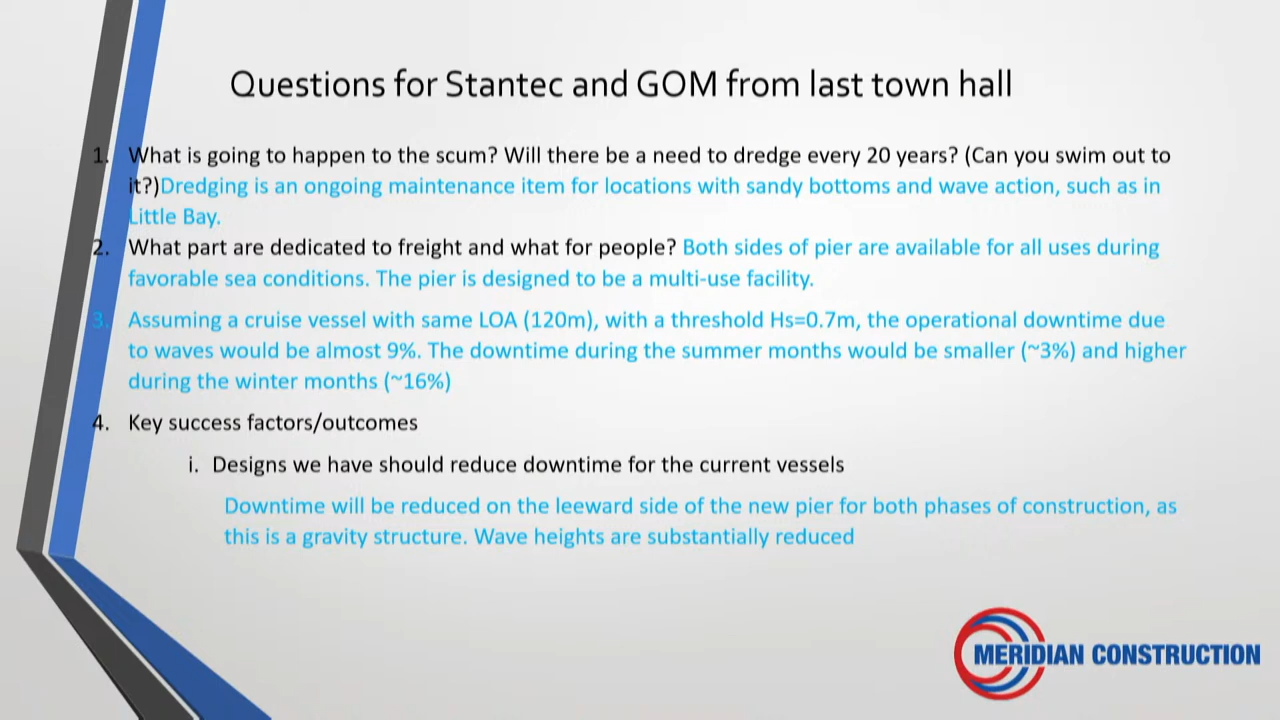 Questions for Stantec and GOM from last town hall
1. What is going to happen to the scum? Will there be a need to dredge every 20 years? (Can you swim out to
it?)Dredging is an ongoing maintenance item for locations with sandy bottoms and wave action, such as in
Little Bay.
2. What part are dedicated to freight and what for people? Both sides of pier are available for all uses during
favorable sea conditions. The pier is designed to be a multi-use facility.
3. Assuming a cruise vessel with same LOA (120m), with a threshold Hs=0.7m, the operational downtime due
to waves would be almost 9%. The downtime during the summer months would be smaller (~3%) and higher
during the winter months (~16%)
4. Key success factors/outcomes
i. Designs we have should reduce downtime for the current vessels
Downtime will be reduced on the leeward side of the new pier for both phases of construction, as
this is a gravity structure. Wave heights are substantially reduced
MERIDIAN CONSTRUCTION